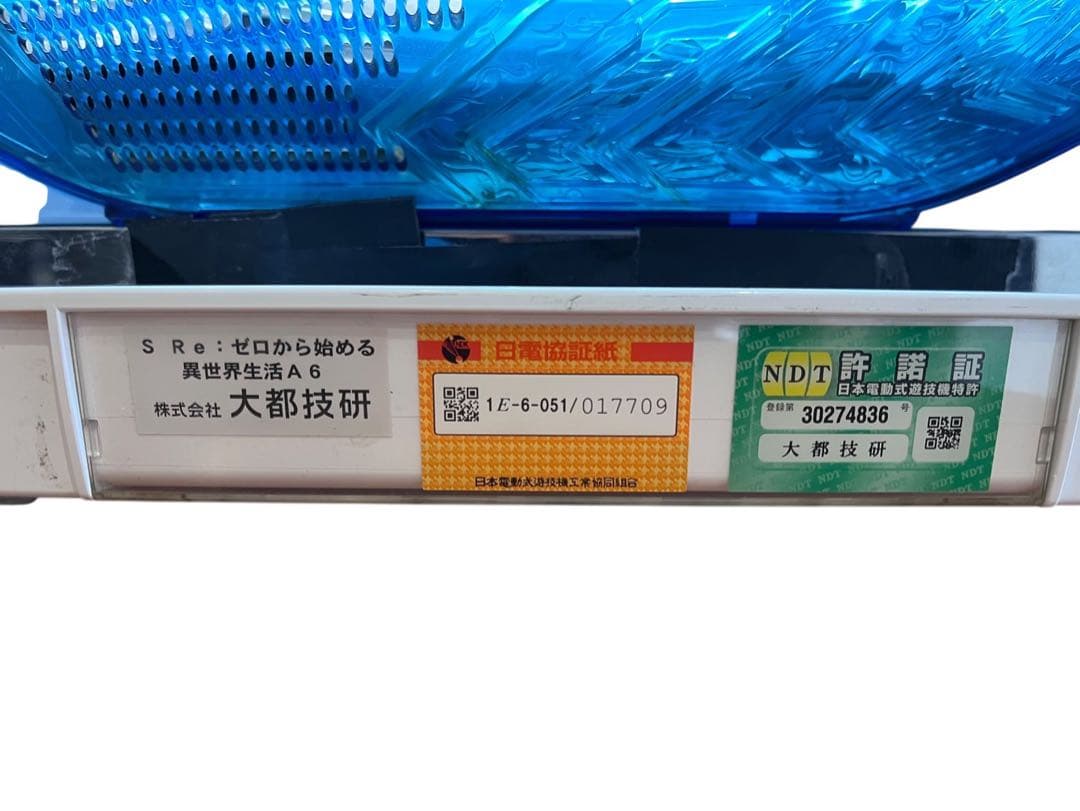 S Re:ゼロから始める
異世界生活A6
株式会社 大都技研
日電協証紙
1E-6-051/017709
日本電動式遊技機工業協同組合
NDT 許諾証
日本電動式遊技機特許
登録第 30274836 号
大都技研